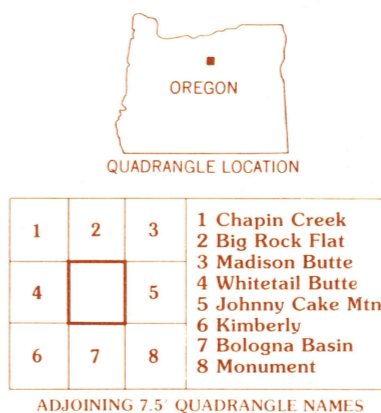 OREGON
QUADRANGLE LOCATION
1 2 3
4 5
6 7 8
1 Chapin Creek
2 Big Rock Flat
3 Madison Butte
4 Whitetail Butte
5 Johnny Cake Mtn
6 Kimberly
7 Bologna Basin
8 Monument
ADJOINING 7.5' QUADRANGLE NAMES